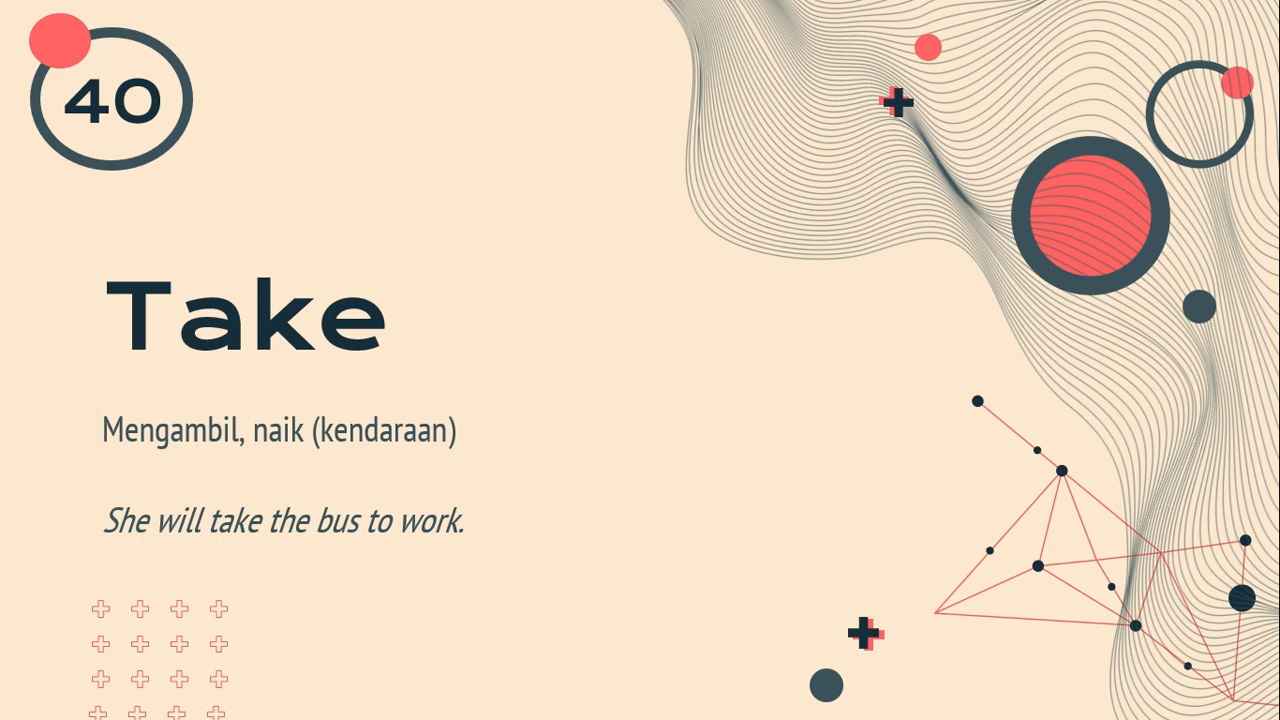 40
Take
Mengambil, naik (kendaraan)
She will take the bus to work.